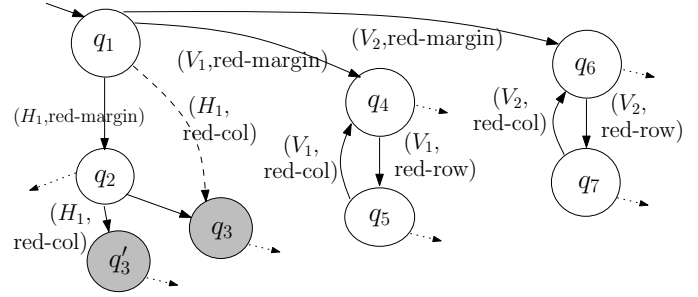 q₁
(V₂,red-margin)
(V₁,red-margin)
q₆
q₄
(H₁,
red-col)
(V₂,
red-col)
(V₂,
red-row)
(H₁,red-margin)
(V₁,
red-col)
(V₁,
red-row)
q₂
q₇
(H₁,
red-col)
q₃
q₅
q′₃